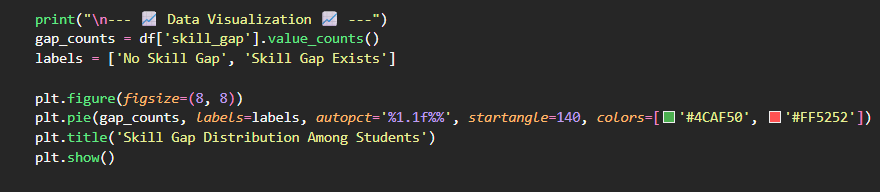 print("\n--- 📈 Data Visualization 📈 ---")
gap_counts = df['skill_gap'].value_counts()
labels = ['No Skill Gap', 'Skill Gap Exists']
plt.figure(figsize=(8, 8))
plt.pie(gap_counts, labels=labels, autopct='%1.1f%%', startangle=140, colors=['#4CAF50', '#FF5252'])
plt.title('Skill Gap Distribution Among Students')
plt.show()